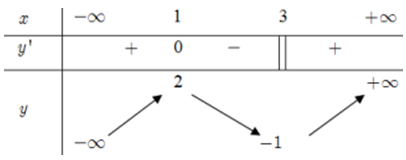 x −∞ 1 3 +∞
y' + 0 − || +
2 +∞
y
−∞ −1